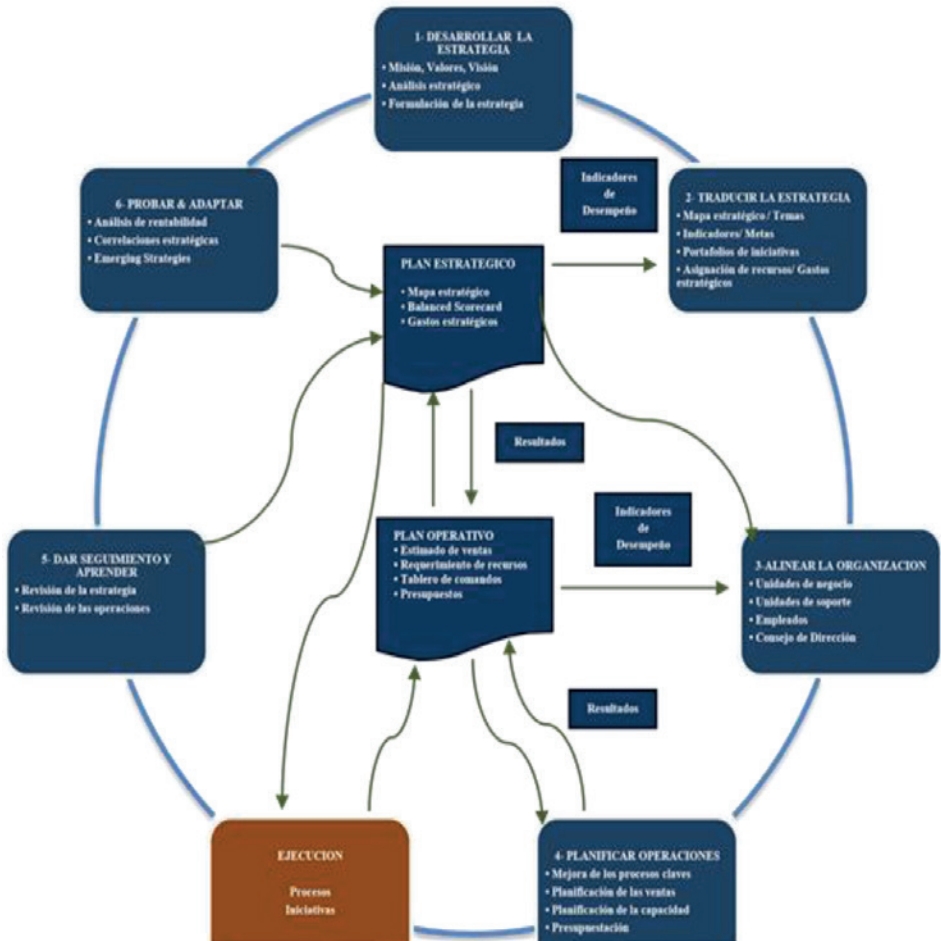 1- DESARROLLAR LA
ESTRATEGIA
• Misión, Valores, Visión
• Análisis estratégico
• Formulación de la estrategia
6- PROBAR & ADAPTAR
• Análisis de rentabilidad
• Correlaciones estratégicas
• Emerging Strategies
Indicadores
de
Desempeño
2- TRADUCIR LA ESTRATEGIA
• Mapa estratégico / Temas
• Indicadores/ Metas
• Portafolios de iniciativas
• Asignación de recursos/ Gastos
estratégicos
PLAN ESTRATEGICO
• Mapa estratégico
• Balanced Scorecard
• Gastos estratégicos
Resultados
PLAN OPERATIVO
• Estimado de ventas
• Requerimiento de recursos
• Tablero de comandos
• Presupuestos
Indicadores
de
Desempeño
5- DAR SEGUIMIENTO Y
APRENDER
• Revisión de la estrategia
• Revisión de las operaciones
3-ALINEAR LA ORGANIZACION
• Unidades de negocio
• Unidades de soporte
• Empleados
• Consejo de Dirección
Resultados
EJECUCION
Procesos
Iniciativas
4- PLANIFICAR OPERACIONES
• Mejora de los procesos claves
• Planificación de las ventas
• Planificación de la capacidad
• Presupuestación